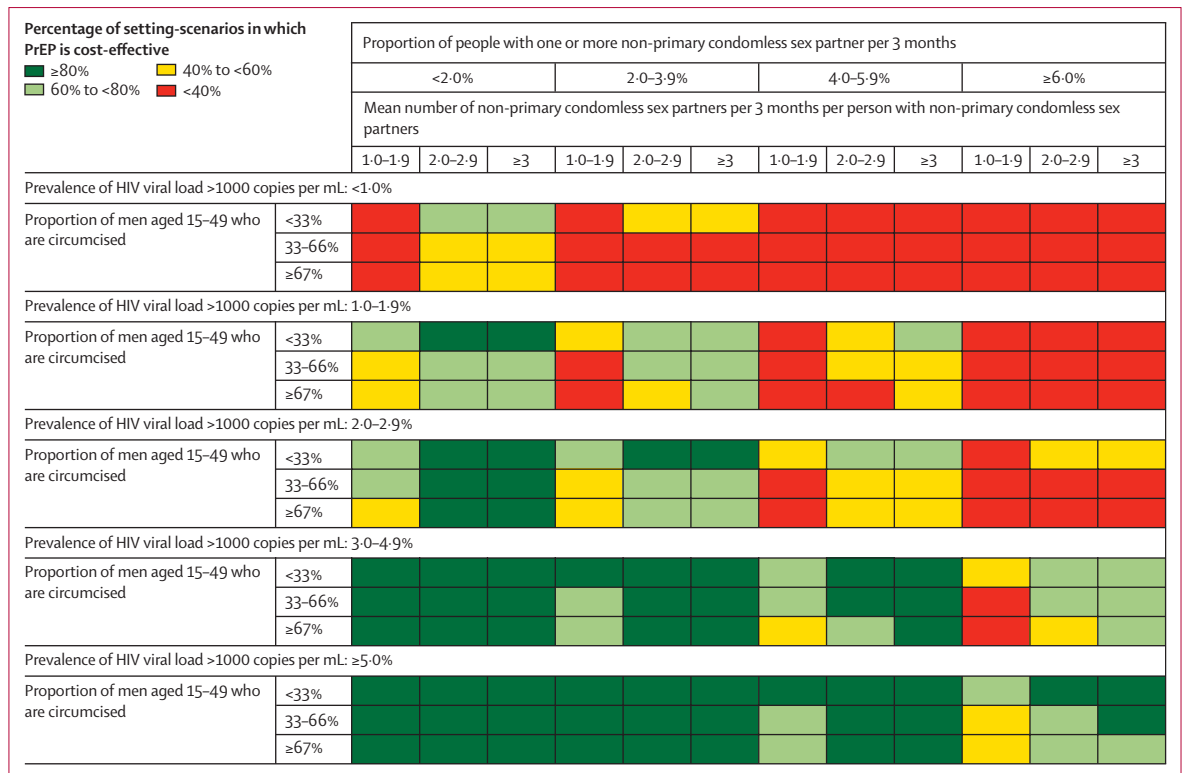 Percentage of setting-scenarios in which
PrEP is cost-effective
≥80%
40% to <60%
60% to <80%
<40%
Proportion of people with one or more non-primary condomless sex partner per 3 months
<2·0%
2·0–3·9%
4·0–5·9%
≥6·0%
Mean number of non-primary condomless sex partners per 3 months per person with non-primary condomless sex
partners
1·0–1·9
2·0–2·9
≥3
1·0–1·9
2·0–2·9
≥3
1·0–1·9
2·0–2·9
≥3
1·0–1·9
2·0–2·9
≥3
Prevalence of HIV viral load >1000 copies per mL: <1·0%
Proportion of men aged 15–49 who
are circumcised
<33%
33–66%
≥67%
Prevalence of HIV viral load >1000 copies per mL: 1·0–1·9%
Proportion of men aged 15–49 who
are circumcised
<33%
33–66%
≥67%
Prevalence of HIV viral load >1000 copies per mL: 2·0–2·9%
Proportion of men aged 15–49 who
are circumcised
<33%
33–66%
≥67%
Prevalence of HIV viral load >1000 copies per mL: 3·0–4·9%
Proportion of men aged 15–49 who
are circumcised
<33%
33–66%
≥67%
Prevalence of HIV viral load >1000 copies per mL: ≥5·0%
Proportion of men aged 15–49 who
are circumcised
<33%
33–66%
≥67%